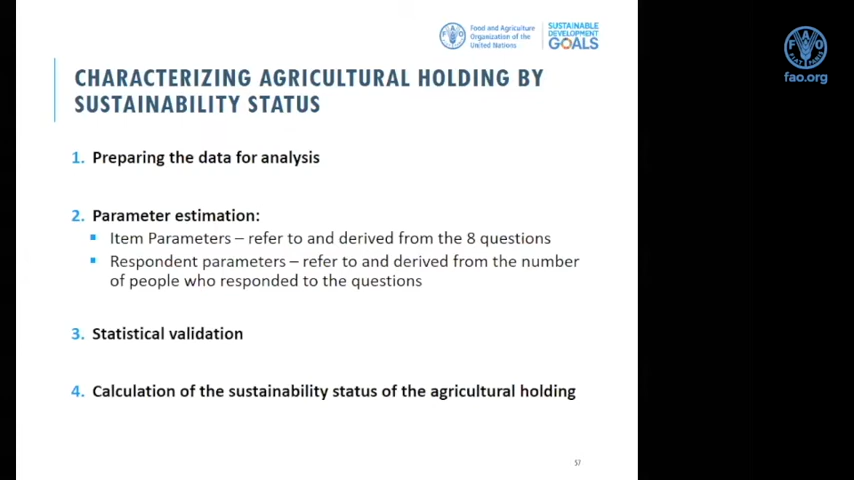 Food and Agriculture
Organization of the
United Nations
SUSTAINABLE
DEVELOPMENT
GOALS
FAO
FIAT PANIS
fao.org
CHARACTERIZING AGRICULTURAL HOLDING BY
SUSTAINABILITY STATUS
1. Preparing the data for analysis
2. Parameter estimation:
▪ Item Parameters – refer to and derived from the 8 questions
▪ Respondent parameters – refer to and derived from the number
of people who responded to the questions
3. Statistical validation
4. Calculation of the sustainability status of the agricultural holding
57